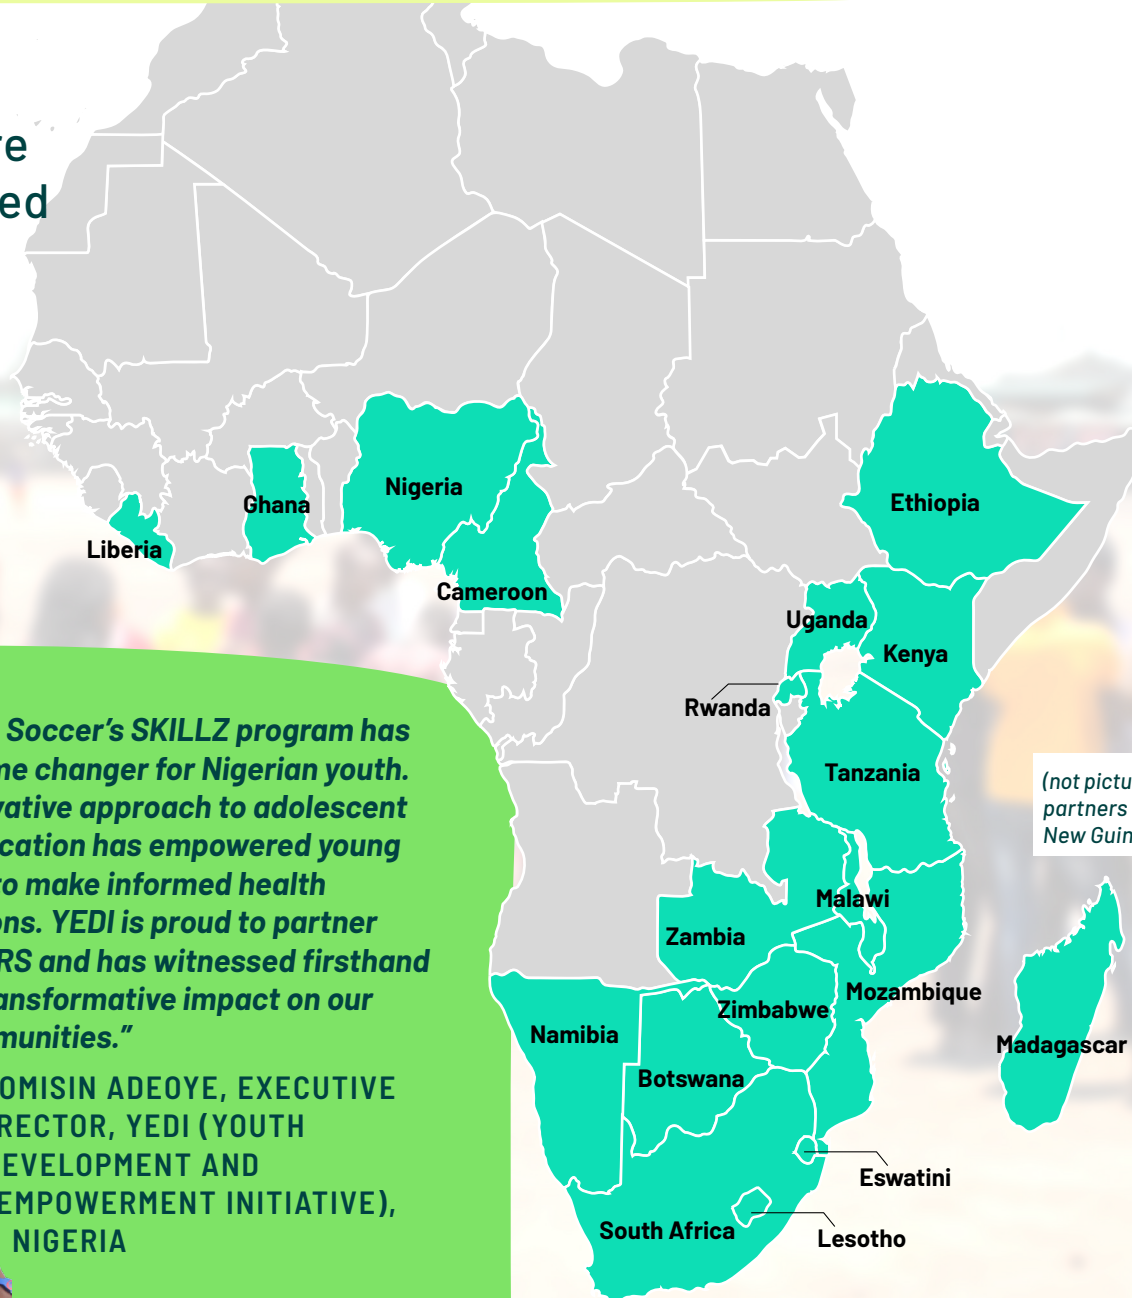 re
ed
Nigeria
Ghana
Ethiopia
Liberia
Cameroon
Uganda
Kenya
Rwanda
Tanzania
(not pictu
partners
New Guin
Malawi
Zambia
Mozambique
Zimbabwe
Namibia
Madagascar
Botswana
Eswatini
South Africa
Lesotho
Soccer’s SKILLZ program has
me changer for Nigerian youth.
vative approach to adolescent
cation has empowered young
to make informed health
ons. YEDI is proud to partner
RS and has witnessed firsthand
ansformative impact on our
munities.”
OMISIN ADEOYE, EXECUTIVE
RECTOR, YEDI (YOUTH
EVELOPMENT AND
EMPOWERMENT INITIATIVE),
NIGERIA